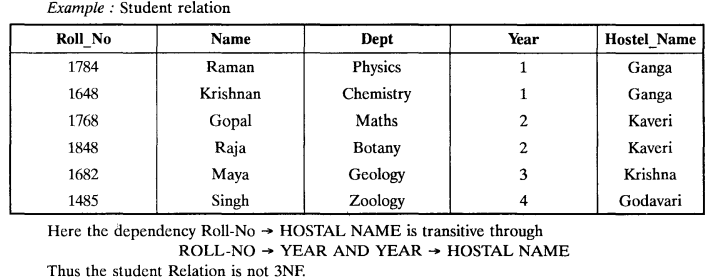 Example : Student relation
Roll_No Name Dept Year Hostel_Name
1784 Raman Physics 1 Ganga
1648 Krishnan Chemistry 1 Ganga
1768 Gopal Maths 2 Kaveri
1848 Raja Botany 2 Kaveri
1682 Maya Geology 3 Krishna
1485 Singh Zoology 4 Godavari
Here the dependency Roll-No → HOSTAL NAME is transitive through
ROLL-NO → YEAR AND YEAR → HOSTAL NAME
Thus the student Relation is not 3NF.